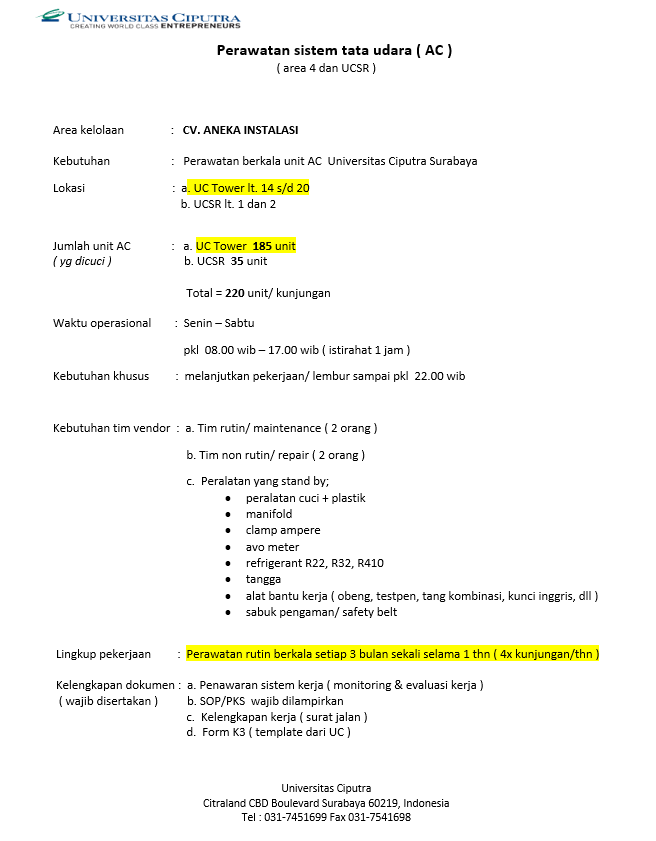 UNIVERSITAS CIPUTRA
CREATING WORLD CLASS ENTREPRENEURS
Perawatan sistem tata udara ( AC )
( area 4 dan UCSR )
Area kelolaan : CV. ANEKA INSTALASI
Kebutuhan : Perawatan berkala unit AC Universitas Ciputra Surabaya
Lokasi : a. UC Tower lt. 14 s/d 20
b. UCSR lt. 1 dan 2
Jumlah unit AC : a. UC Tower 185 unit
( yg dicuci ) b. UCSR 35 unit
Total = 220 unit/ kunjungan
Waktu operasional : Senin – Sabtu
pkl 08.00 wib – 17.00 wib ( istirahat 1 jam )
Kebutuhan khusus : melanjutkan pekerjaan/ lembur sampai pkl 22.00 wib
Kebutuhan tim vendor : a. Tim rutin/ maintenance ( 2 orang )
b. Tim non rutin/ repair ( 2 orang )
c. Peralatan yang stand by;
• peralatan cuci + plastik
• manifold
• clamp ampere
• avo meter
• refrigerant R22, R32, R410
• tangga
• alat bantu kerja ( obeng, testpen, tang kombinasi, kunci inggris, dll )
• sabuk pengaman/ safety belt
Lingkup pekerjaan : Perawatan rutin berkala setiap 3 bulan sekali selama 1 thn ( 4x kunjungan/thn )
Kelengkapan dokumen : a. Penawaran sistem kerja ( monitoring & evaluasi kerja )
( wajib disertakan ) b. SOP/PKS wajib dilampirkan
c. Kelengkapan kerja ( surat jalan )
d. Form K3 ( template dari UC )
Universitas Ciputra
Citraland CBD Boulevard Surabaya 60219, Indonesia
Tel : 031-7451699 Fax 031-7541698